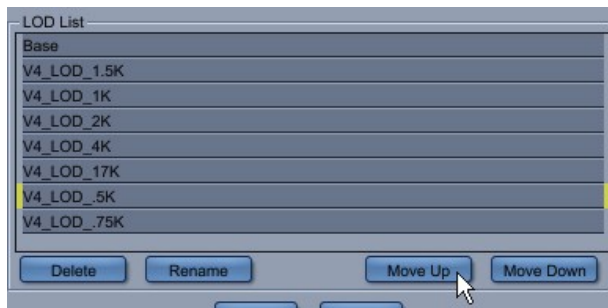 LOD List
Base
V4_LOD_1.5K
V4_LOD_1K
V4_LOD_2K
V4_LOD_4K
V4_LOD_17K
V4_LOD_.5K
V4_LOD_.75K
Delete Rename Move Up Move Down